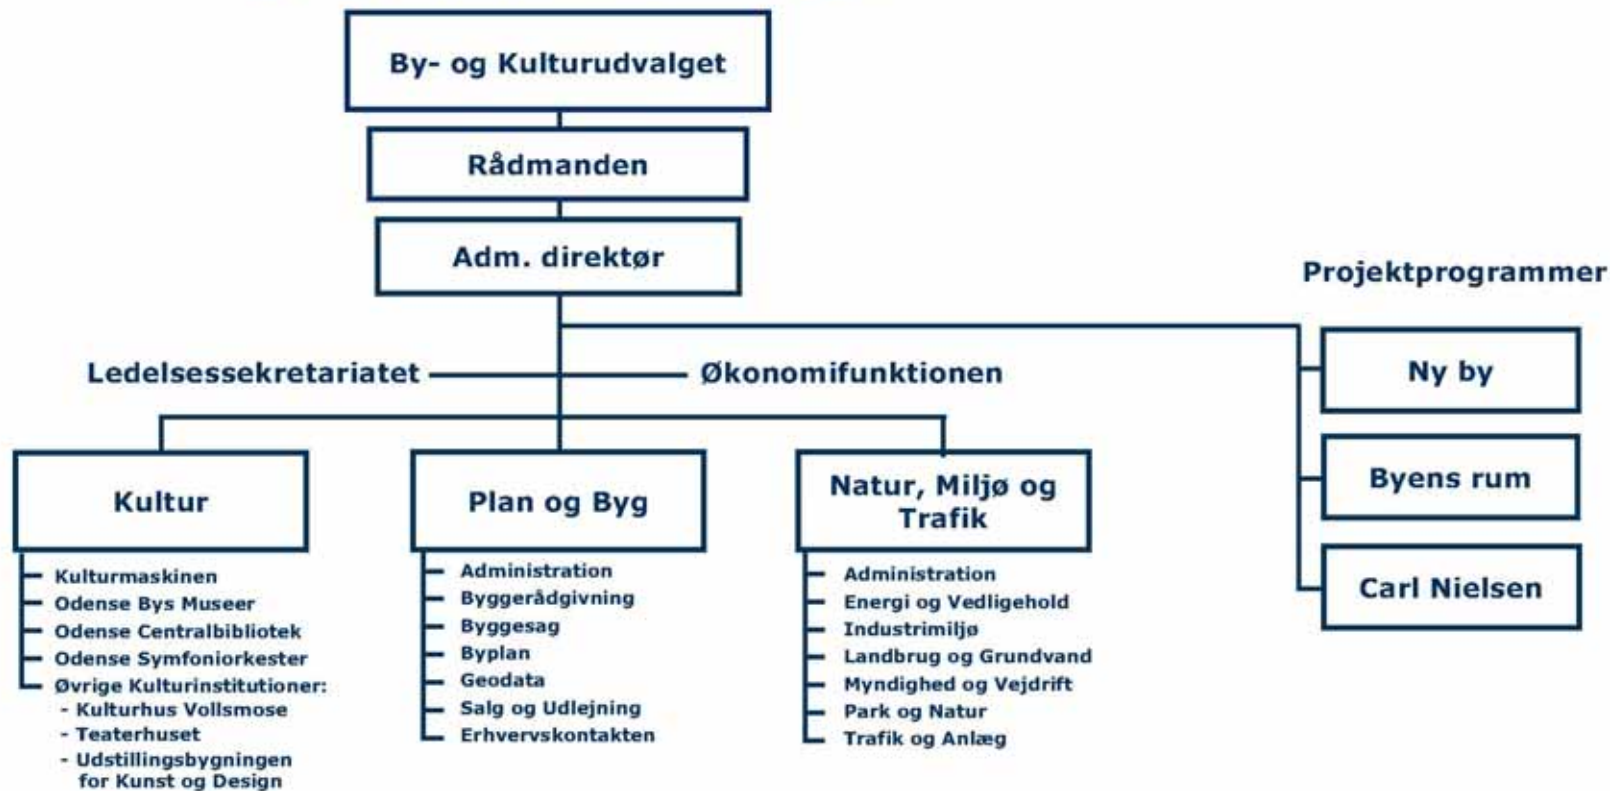 By- og Kulturudvalget
Rådmanden
Adm. direktør
Projektprogrammer
Ny by
Byens rum
Carl Nielsen
Ledelsessekretariatet
Økonomifunktionen
Kultur
Kulturmaskinen
Odense Bys Museer
Odense Centralbibliotek
Odense Symfoniorkester
Øvrige Kulturinstitutioner:
- Kulturhus Vollsmose
- Teaterhuset
- Udstillingsbygningen
for Kunst og Design
Plan og Byg
Administration
Byggerådgivning
Byggesag
Byplan
Geodata
Salg og Udlejning
Erhvervskontakten
Natur, Miljø og
Trafik
Administration
Energi og Vedligehold
Industrimiljø
Landbrug og Grundvand
Myndighed og Vejdrift
Park og Natur
Trafik og Anlæg